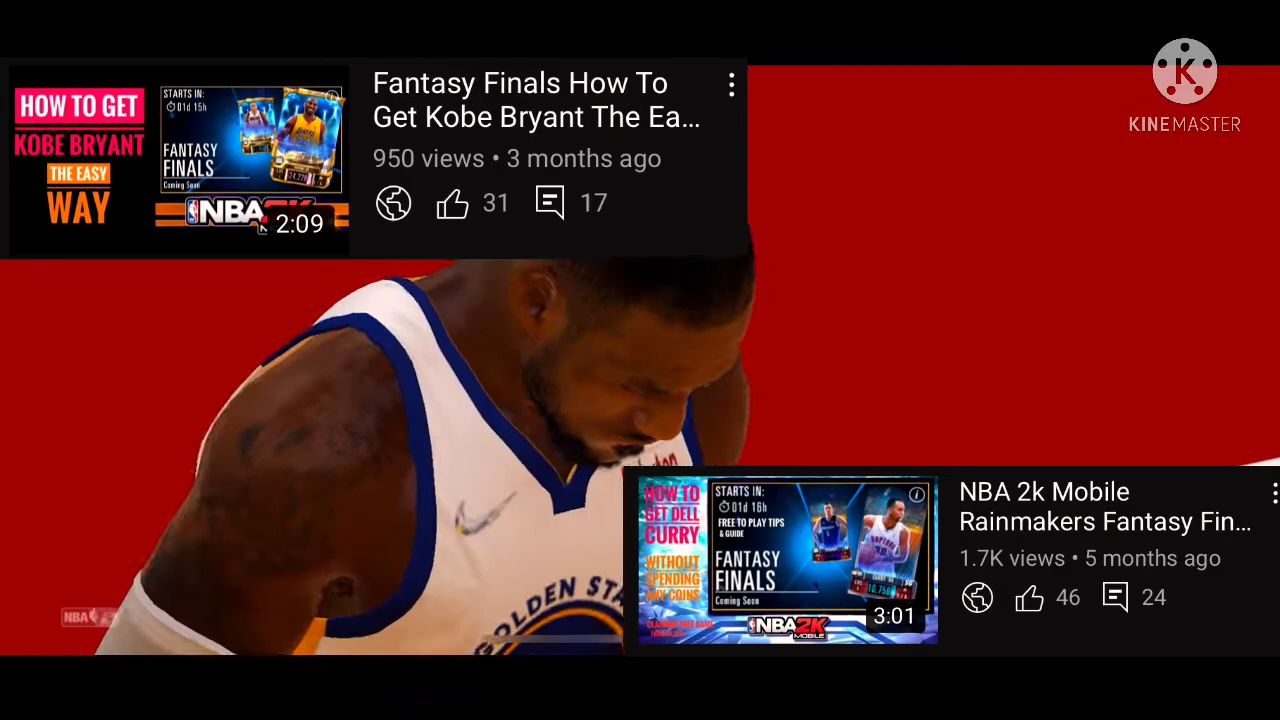 HOW TO GET
KOBE BRYANT
THE EASY
WAY
STARTS IN:
01d 15h
FANTASY
FINALS
Coming Soon
NBA
2:09
Fantasy Finals How To
Get Kobe Bryant The Ea...
950 views • 3 months ago
31
17
K
KINEMASTER
GOLDEN STA
NBA
HOW TO
GET DELL
CURRY
WITHOUT
SPENDING
ANY COINS
STARTS IN:
01d 16h
FREE TO PLAY TIPS
& GUIDE
FANTASY
FINALS
Coming Soon
NBA2K
MOBILE
3:01
NBA 2k Mobile
Rainmakers Fantasy Fin...
1.7K views • 5 months ago
46
24